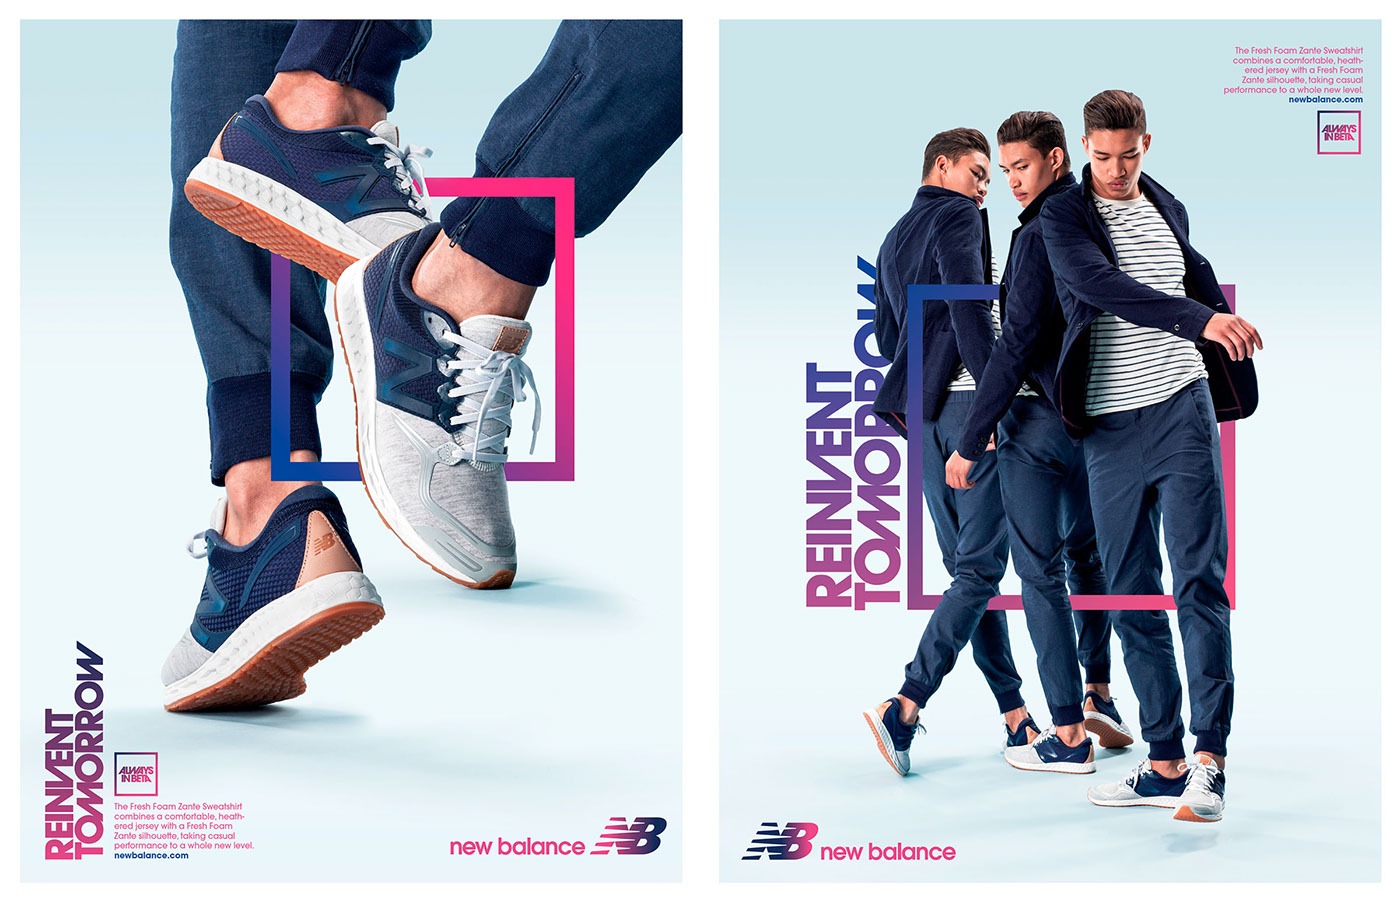 REINVENT
TOMORROW
ALWAYS
IN BETA
The Fresh Foam Zante Sweatshirt
combines a comfortable, heath-
ered jersey with a Fresh Foam
Zante silhouette, taking casual
performance to a whole new level.
newbalance.com
new balance NB
NB
The Fresh Foam Zante Sweatshirt
combines a comfortable, heath-
ered jersey with a Fresh Foam
Zante silhouette, taking casual
performance to a whole new level.
newbalance.com
ALWAYS
IN BETA
REINVENT
TOMORROW
NB new balance